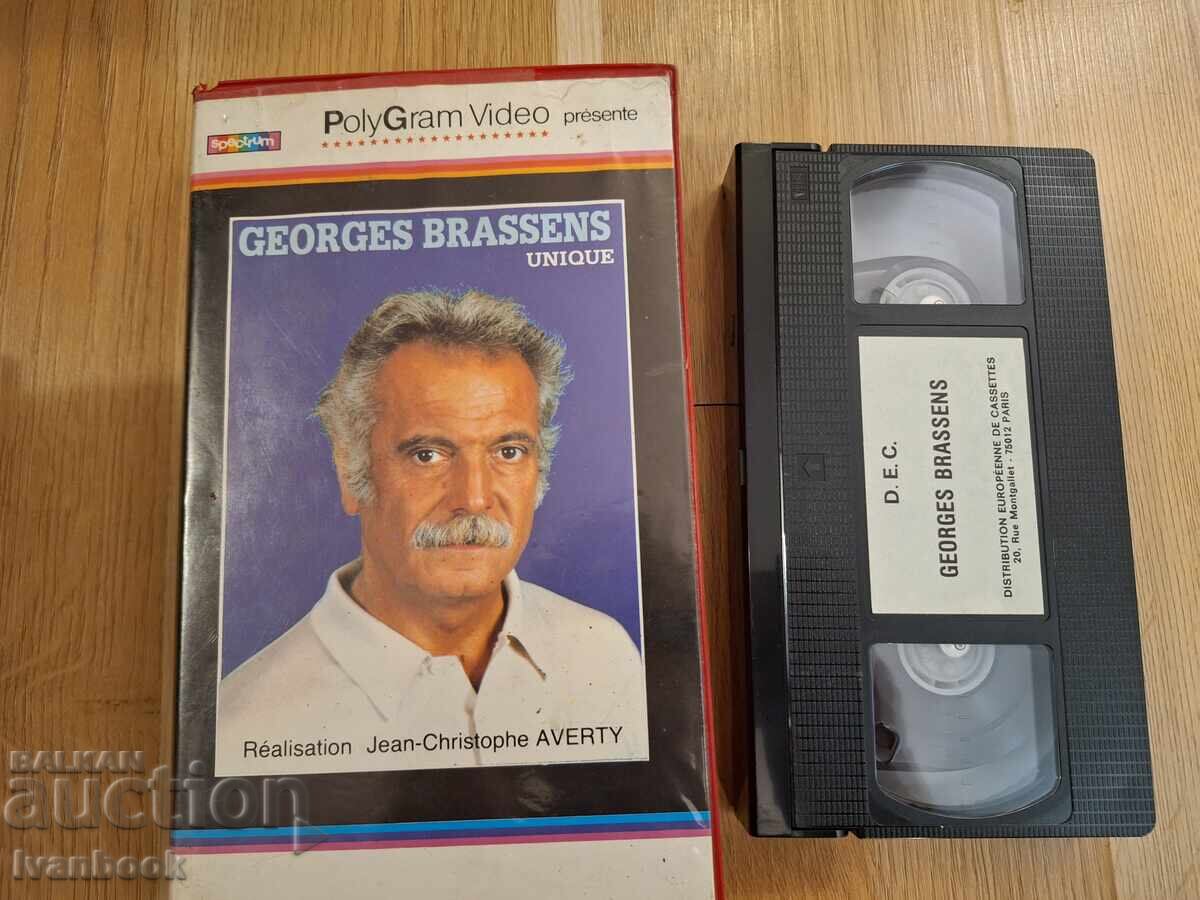 PolyGram Video présente
spectrum
GEORGES BRASSENS
UNIQUE
Réalisation Jean-Christophe AVERTY
D. E. C.
GEORGES BRASSENS
DISTRIBUTION EUROPÉENNE DE CASSETTES
20, Rue Montgallet - 75012 PARIS
VHS
BALKAN
auction
Ivanbook